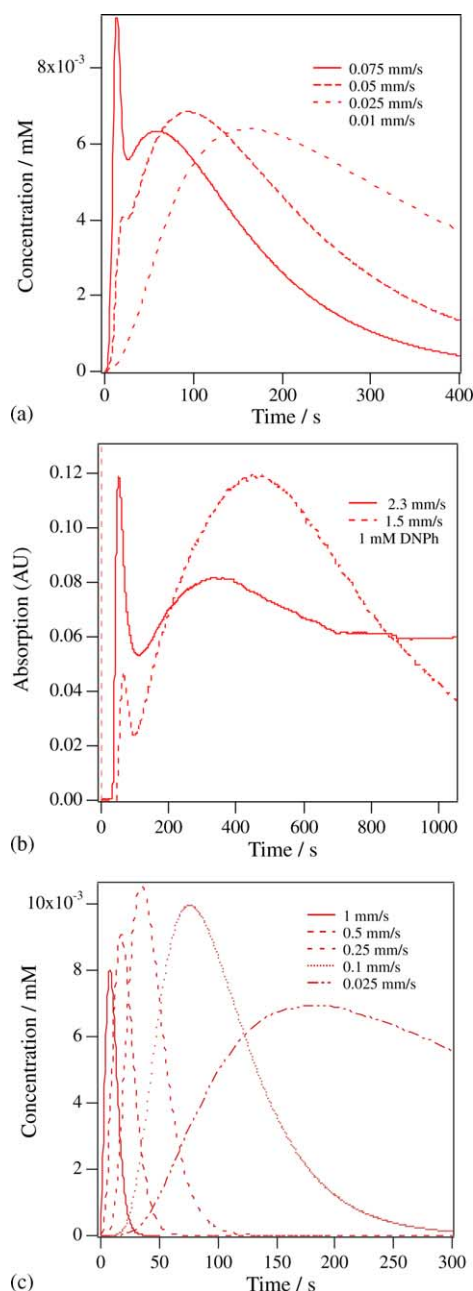 8x10⁻³
6
4
2
0
Concentration / mM
0.075 mm/s
0.05 mm/s
0.025 mm/s
0.01 mm/s
0 100 200 300 400
Time / s
(a)
0.12
0.10
0.08
0.06
0.04
0.02
0.00
Absorption (AU)
2.3 mm/s
1.5 mm/s
1 mM DNPh
0 200 400 600 800 1000
Time / s
(b)
10x10⁻³
8
6
4
2
0
Concentration / mM
1 mm/s
0.5 mm/s
0.25 mm/s
0.1 mm/s
0.025 mm/s
0 50 100 150 200 250 300
Time / s
(c)